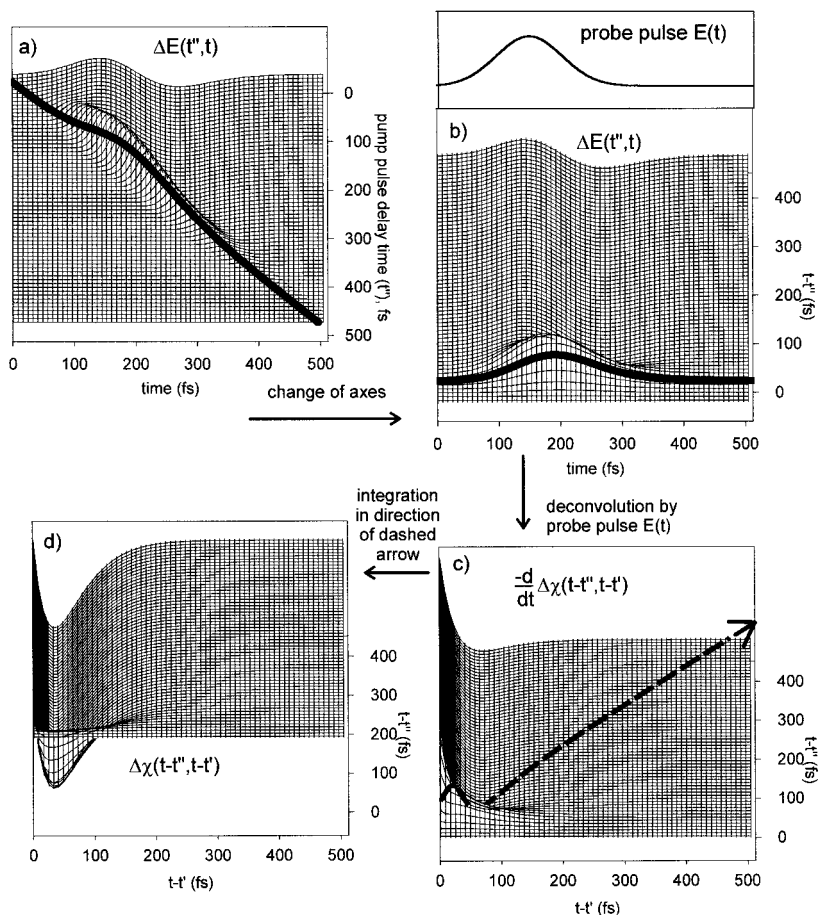 a)
ΔE(t",t)
0
100
200
300
400
500
pump pulse delay time (t"), fs
0 100 200 300 400 500
time (fs)
change of axes
probe pulse E(t)
b)
ΔE(t",t)
400
300
200
100
0
t-t" (fs)
0 100 200 300 400 500
time (fs)
integration
in direction
of dashed
arrow
deconvolution by
probe pulse E(t)
d)
400
300
200
100
0
t-t" (fs)
Δχ(t-t",t-t')
0 100 200 300 400 500
t-t' (fs)
c)
-d/dt Δχ(t-t",t-t')
400
300
200
100
0
t-t" (fs)
0 100 200 300 400 500
t-t' (fs)